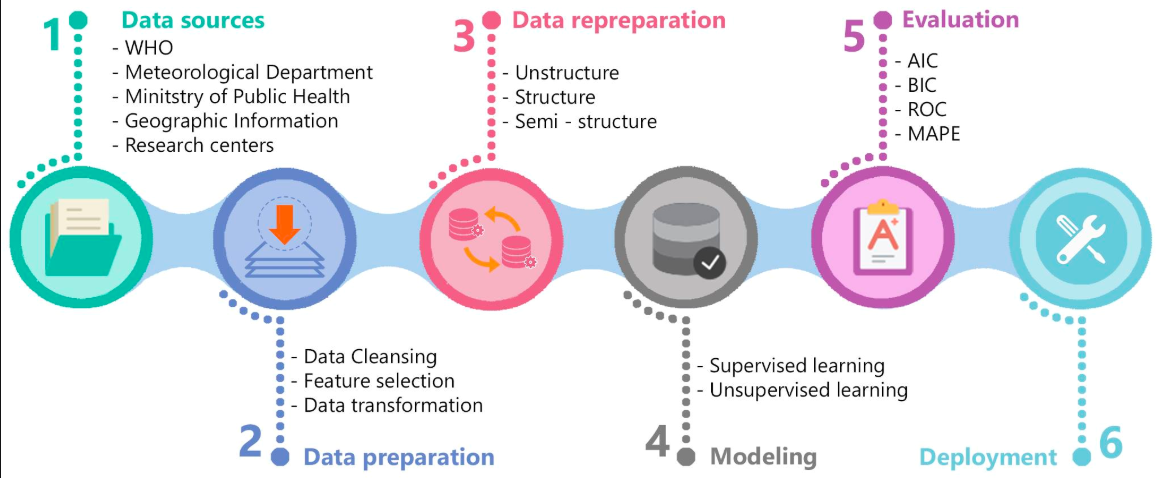 1 Data sources
- WHO
- Meteorological Department
- Minitstry of Public Health
- Geographic Information
- Research centers
2 Data preparation
- Data Cleansing
- Feature selection
- Data transformation
3 Data repreparation
- Unstructure
- Structure
- Semi - structure
4 Modeling
- Supervised learning
- Unsupervised learning
5 Evaluation
- AIC
- BIC
- ROC
- MAPE
A+
Deployment 6